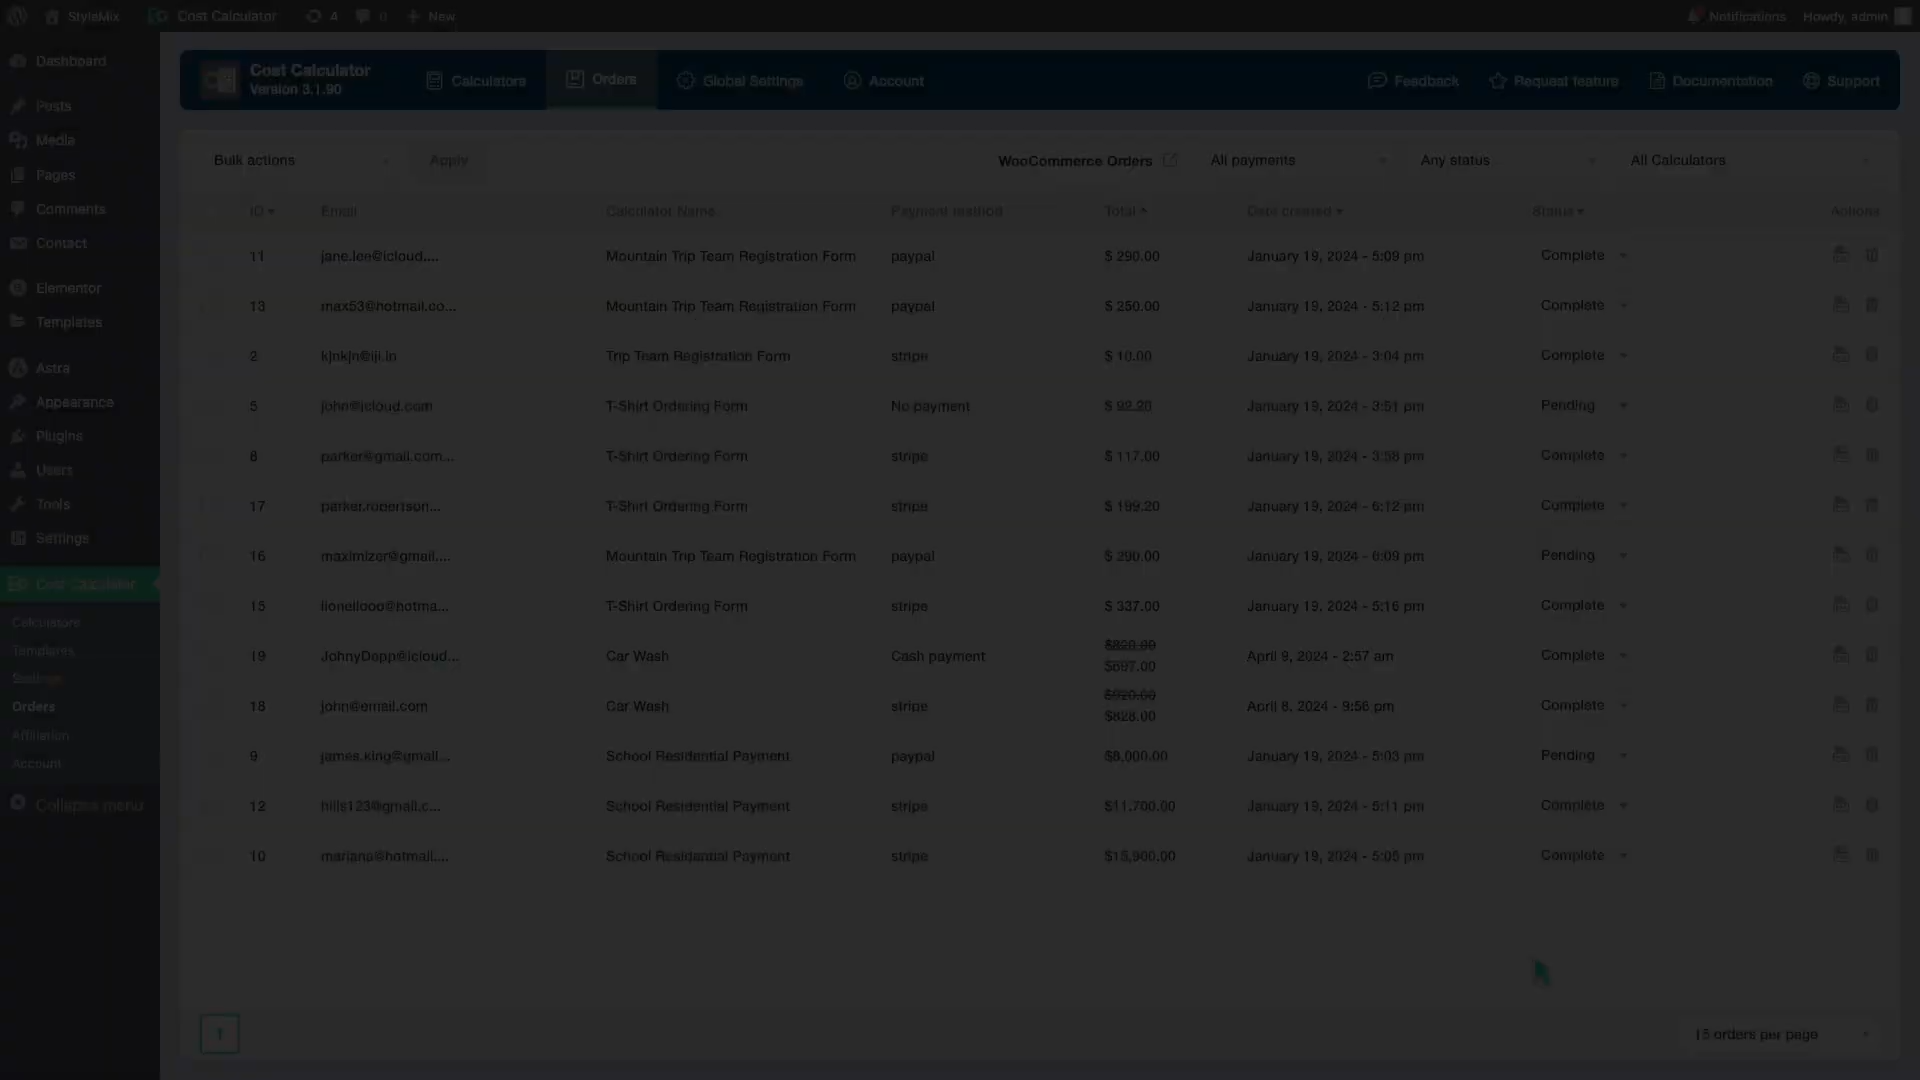 StyleMix Cost Calculator 4 0 New Notifications Howdy, admin
Dashboard
Posts
Media
Pages
Comments
Contact
Elementor
Templates
Astra
Appearance
Plugins
Users
Tools
Settings
Cost Calculator
Calculators
Templates
Settings
Orders
Affiliation
Account
Collapse menu
Cost Calculator
Version 3.1.90
Calculators Orders Global Settings Account Feedback Request feature Documentation Support
Bulk actions Apply WooCommerce Orders All payments Any status All Calculators
ID Email Calculator Name Payment method Total Date created Status Actions
11 jane.lee@icloud.... Mountain Trip Team Registration Form paypal $ 290.00 January 19, 2024 - 5:09 pm Complete
13 max53@hotmail.co... Mountain Trip Team Registration Form paypal $ 250.00 January 19, 2024 - 5:12 pm Complete
2 kjnkjn@iji.in Trip Team Registration Form stripe $ 10.00 January 19, 2024 - 3:04 pm Complete
5 john@icloud.com T-Shirt Ordering Form No payment $ 92.20 January 19, 2024 - 3:51 pm Pending
8 parker@gmail.com... T-Shirt Ordering Form stripe $ 117.00 January 19, 2024 - 3:58 pm Complete
17 parker.robertson... T-Shirt Ordering Form stripe $ 199.20 January 19, 2024 - 6:12 pm Complete
16 maximizer@gmail.... Mountain Trip Team Registration Form paypal $ 290.00 January 19, 2024 - 6:09 pm Pending
15 lionellooo@hotma... T-Shirt Ordering Form stripe $ 337.00 January 19, 2024 - 5:16 pm Complete
19 JohnyDepp@icloud... Car Wash Cash payment $820.00 $697.00 April 9, 2024 - 2:57 am Complete
18 john@email.com Car Wash stripe $920.00 $828.00 April 8, 2024 - 9:56 pm Complete
9 james.king@gmail... School Residential Payment paypal $8,000.00 January 19, 2024 - 5:03 pm Pending
12 hills123@gmail.c... School Residential Payment stripe $11,700.00 January 19, 2024 - 5:11 pm Complete
10 mariana@hotmail.... School Residential Payment stripe $15,900.00 January 19, 2024 - 5:05 pm Complete
1 15 orders per page